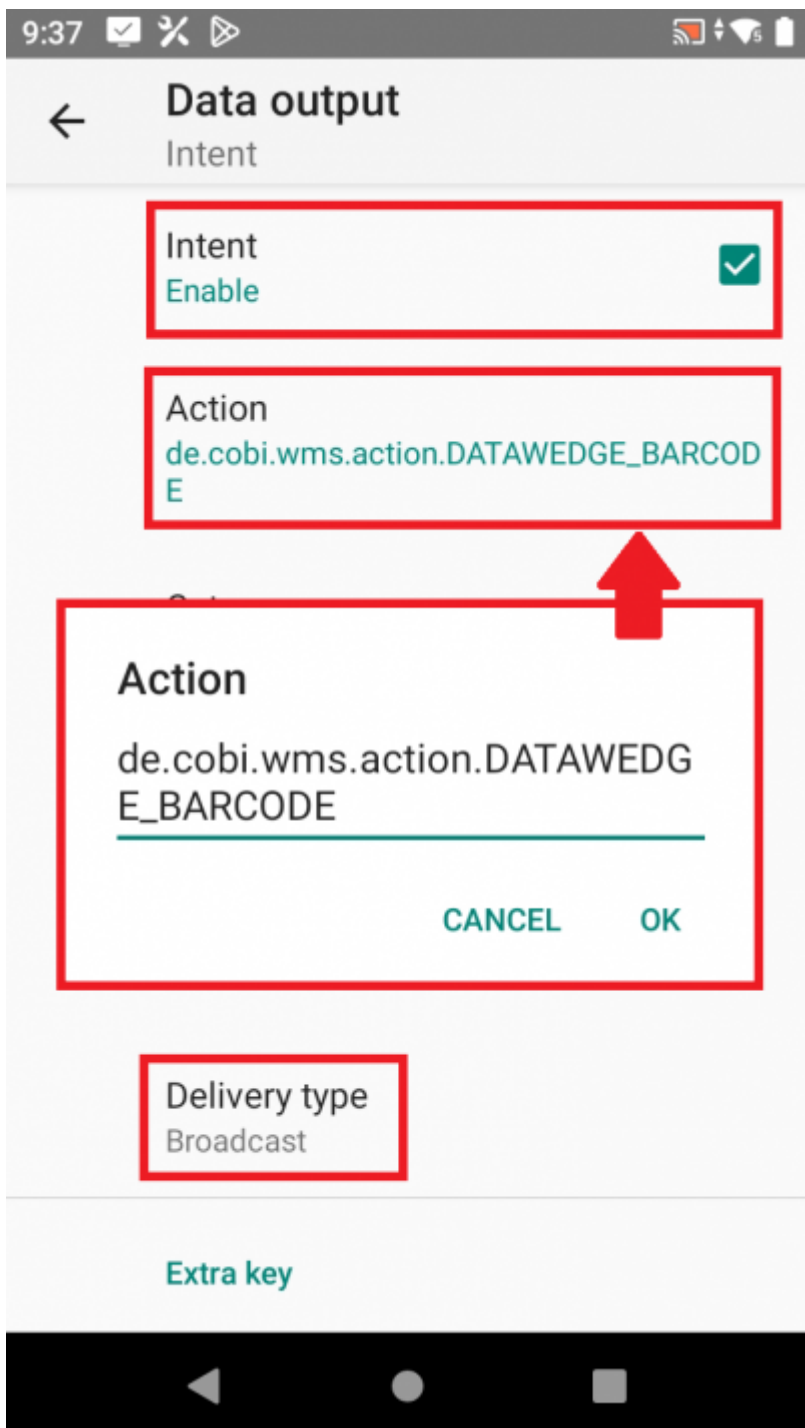 9:37
Data output
Intent
Intent
Enable
Action
de.cobi.wms.action.DATAWEDGE_BARCOD
E
Action
de.cobi.wms.action.DATAWEDG
E_BARCODE
CANCEL OK
Delivery type
Broadcast
Extra key